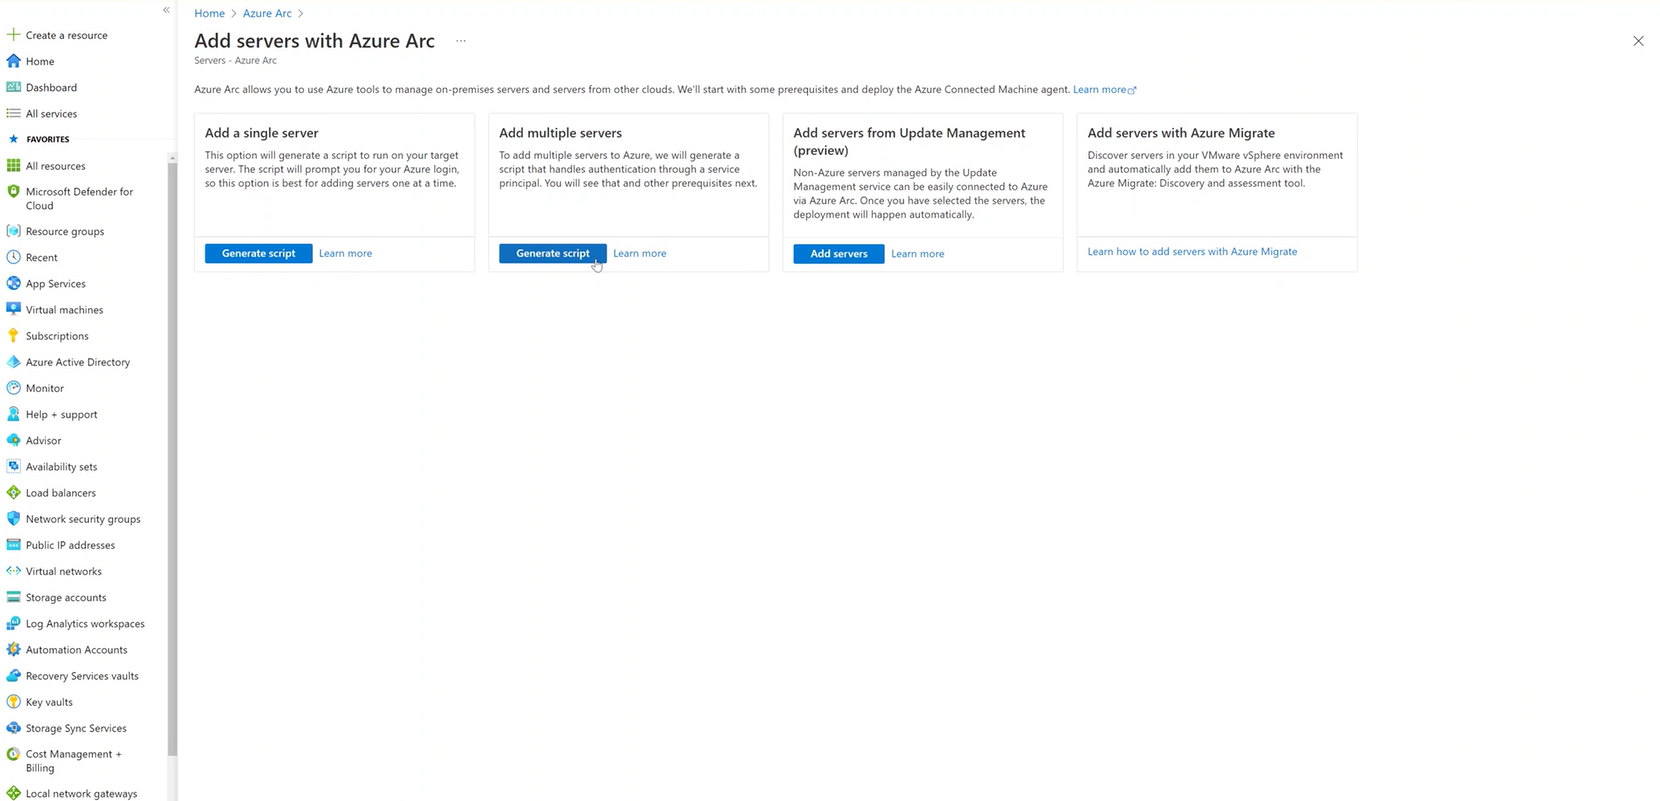 Create a resource
Home
Dashboard
All services
FAVORITES
All resources
Microsoft Defender for
Cloud
Resource groups
Recent
App Services
Virtual machines
Subscriptions
Azure Active Directory
Monitor
Help + support
Advisor
Availability sets
Load balancers
Network security groups
Public IP addresses
Virtual networks
Storage accounts
Log Analytics workspaces
Automation Accounts
Recovery Services vaults
Key vaults
Storage Sync Services
Cost Management +
Billing
Local network gateways
Home > Azure Arc >
Add servers with Azure Arc ...
Servers - Azure Arc
Azure Arc allows you to use Azure tools to manage on-premises servers and servers from other clouds. We'll start with some prerequisites and deploy the Azure Connected Machine agent. Learn more
Add a single server
This option will generate a script to run on your target
server. The script will prompt you for your Azure login,
so this option is best for adding servers one at a time.
Generate script Learn more
Add multiple servers
To add multiple servers to Azure, we will generate a
script that handles authentication through a service
principal. You will see that and other prerequisites next.
Generate script Learn more
Add servers from Update Management
(preview)
Non-Azure servers managed by the Update
Management service can be easily connected to Azure
via Azure Arc. Once you have selected the servers, the
deployment will happen automatically.
Add servers Learn more
Add servers with Azure Migrate
Discover servers in your VMware vSphere environment
and automatically add them to Azure Arc with the
Azure Migrate: Discovery and assessment tool.
Learn how to add servers with Azure Migrate